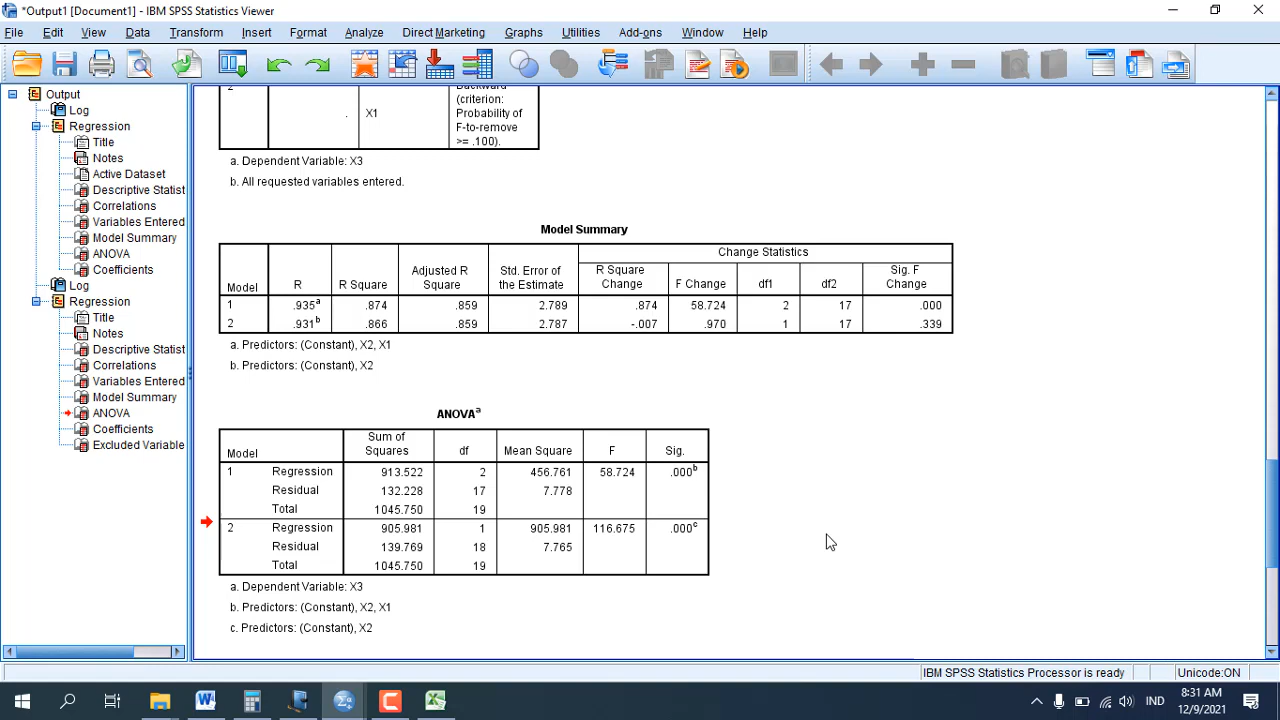 *Output1 [Document1] - IBM SPSS Statistics Viewer
File Edit View Data Transform Insert Format Analyze Direct Marketing Graphs Utilities Add-ons Window Help
Output
Log
Regression
Title
Notes
Active Dataset
Descriptive Statist
Correlations
Variables Entered
Model Summary
ANOVA
Coefficients
Log
Regression
Title
Notes
Descriptive Statist
Correlations
Variables Entered
Model Summary
ANOVA
Coefficients
Excluded Variable
2 . X1 Backward
(criterion:
Probability of
F-to-remove
>= .100).
a. Dependent Variable: X3
b. All requested variables entered.
Model Summary
Change Statistics
Model R R Square Adjusted R Square Std. Error of the Estimate R Square Change F Change df1 df2 Sig. F Change
1 .935a .874 .859 2.789 .874 58.724 2 17 .000
2 .931b .866 .859 2.787 -.007 .970 1 17 .339
a. Predictors: (Constant), X2, X1
b. Predictors: (Constant), X2
ANOVAa
Model Sum of Squares df Mean Square F Sig.
1 Regression 913.522 2 456.761 58.724 .000b
Residual 132.228 17 7.778
Total 1045.750 19
2 Regression 905.981 1 905.981 116.675 .000c
Residual 139.769 18 7.765
Total 1045.750 19
a. Dependent Variable: X3
b. Predictors: (Constant), X2, X1
c. Predictors: (Constant), X2
IBM SPSS Statistics Processor is ready Unicode:ON
IND
8:31 AM
12/9/2021